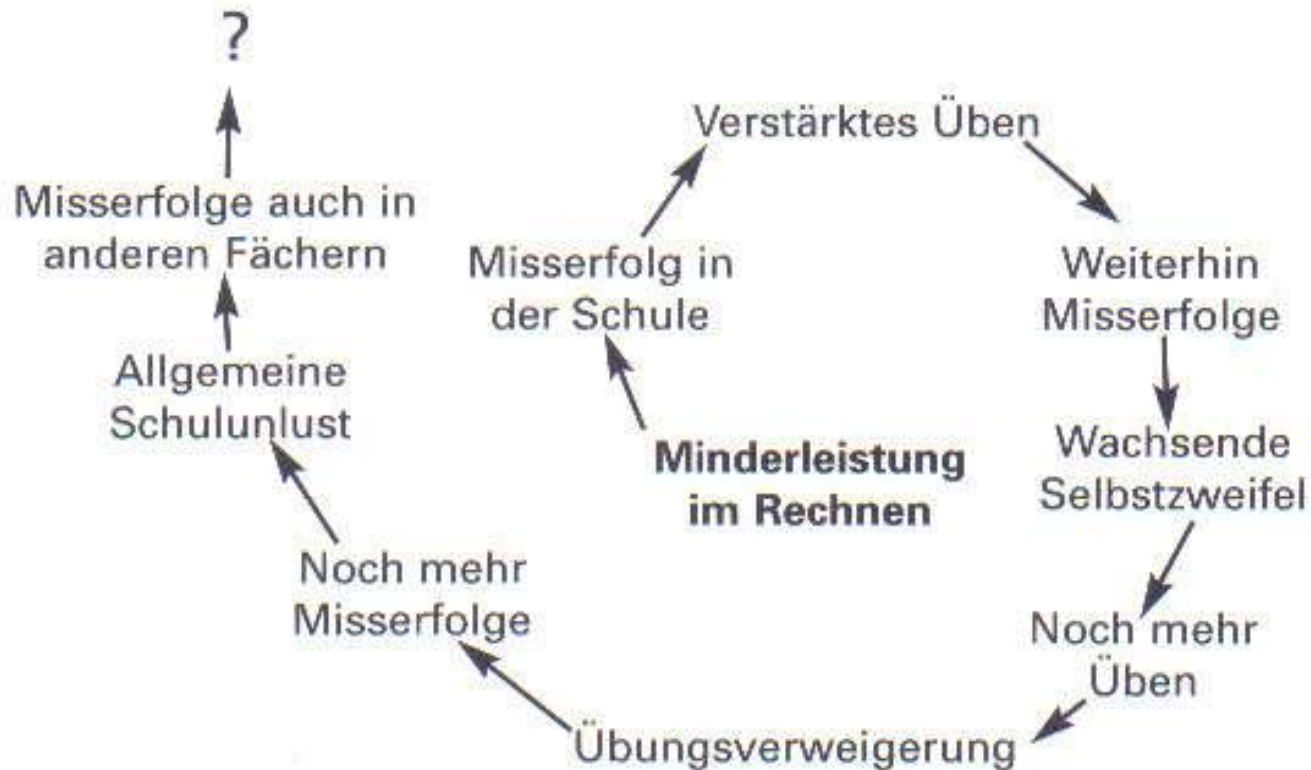 ?
Misserfolge auch in
anderen Fächern
Allgemeine
Schulunlust
Noch mehr
Misserfolge
Übungsverweigerung
Noch mehr
Üben
Wachsende
Selbstzweifel
Weiterhin
Misserfolge
Verstärktes Üben
Misserfolg in
der Schule
Minderleistung
im Rechnen